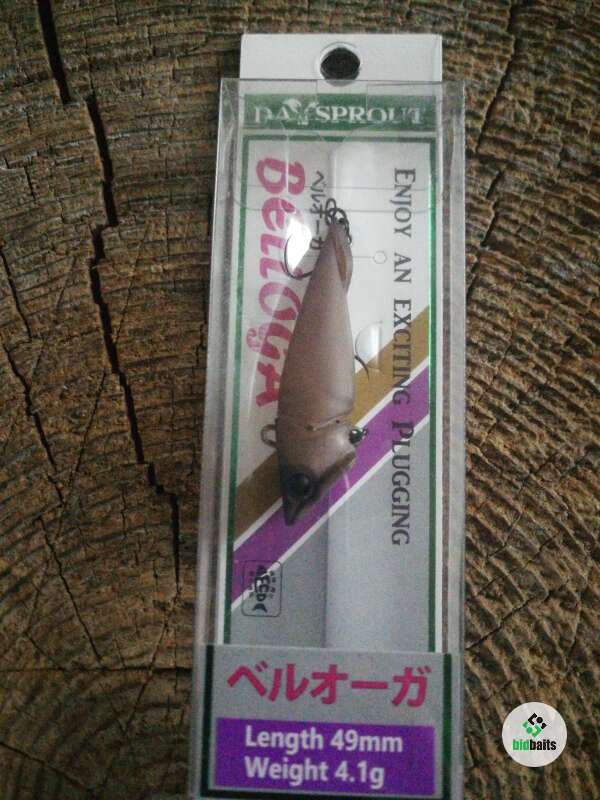 DAYSPROUT
ベルオーガ
BellOGA
ENJOY AN EXCITING PLUGGING
ベルオーガ
Length 49mm
Weight 4.1g
bidbaits